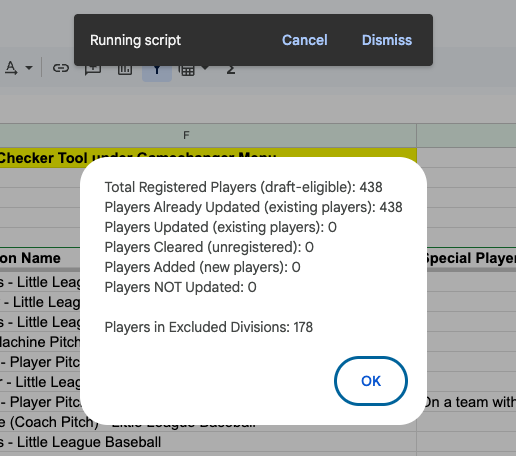 Running script Cancel Dismiss
A
F
Checker Tool under Gamechanger Menu
Total Registered Players (draft-eligible): 438
Players Already Updated (existing players): 438
Players Updated (existing players): 0
Players Cleared (unregistered): 0
Players Added (new players): 0
Players NOT Updated: 0
Players in Excluded Divisions: 178
OK
on Name
Special Player
s - Little Leag
- Little Leag
s - Little Leag
Machine Pitch
- Player Pitc
r - Little Leag
- Player Pitc
On a team with
e (Coach Pitch) - Little League Baseball
s - Little League Baseball